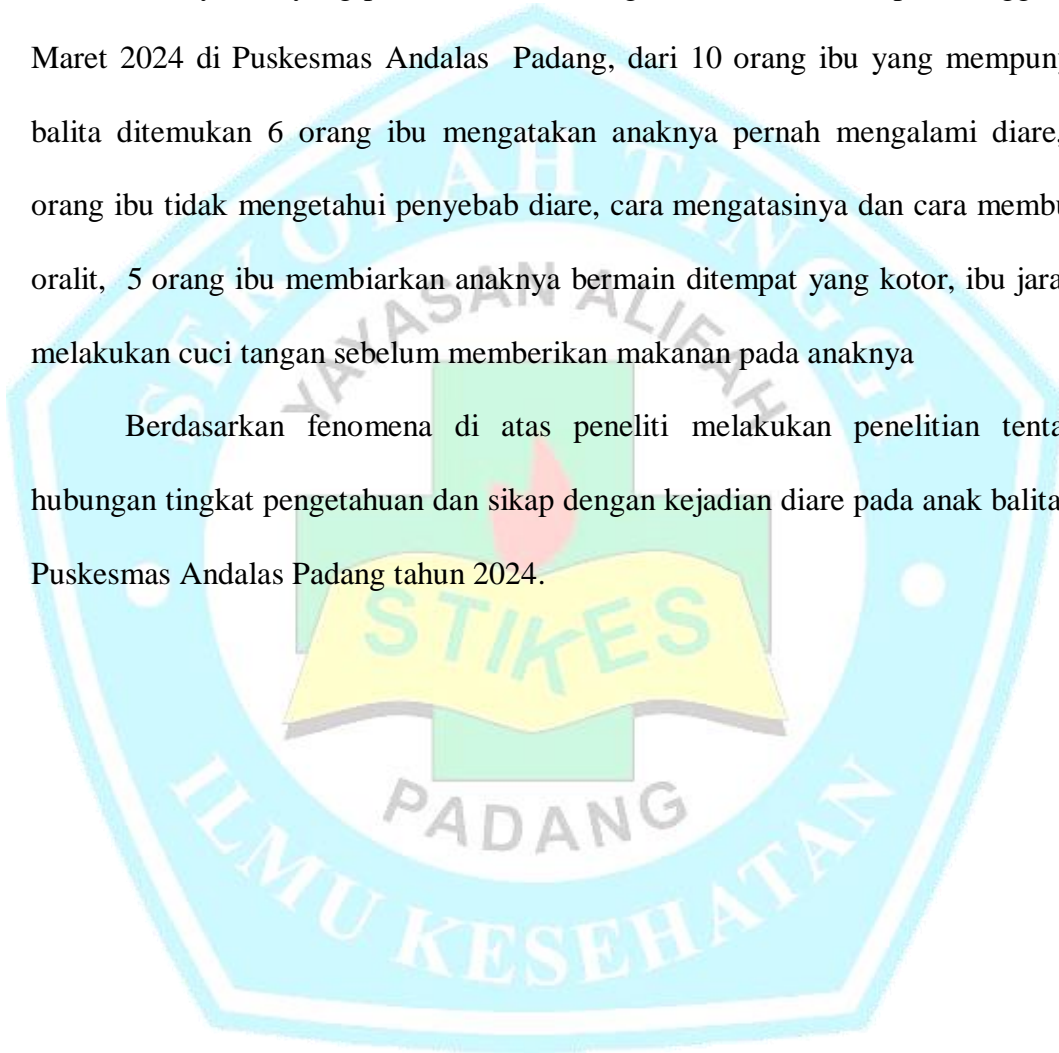 Maret 2024 di Puskesmas Andalas Padang, dari 10 orang ibu yang
balita ditemukan 6 orang ibu mengatakan anaknya pernah mengalami diare,
orang ibu tidak mengetahui penyebab diare, cara mengatasinya dan cara
oralit, 5 orang ibu membiarkan anaknya bermain ditempat yang kotor, ibu
melakukan cuci tangan sebelum memberikan makanan pada anaknya
Berdasarkan fenomena di atas peneliti melakukan penelitian
hubungan tingkat pengetahuan dan sikap dengan kejadian diare pada anak balita
Puskesmas Andalas Padang tahun 2024.
SEKOLAH TINGGI
YAYASAN ALIFAH
STIKES
PADANG
ILMU KESEHATAN